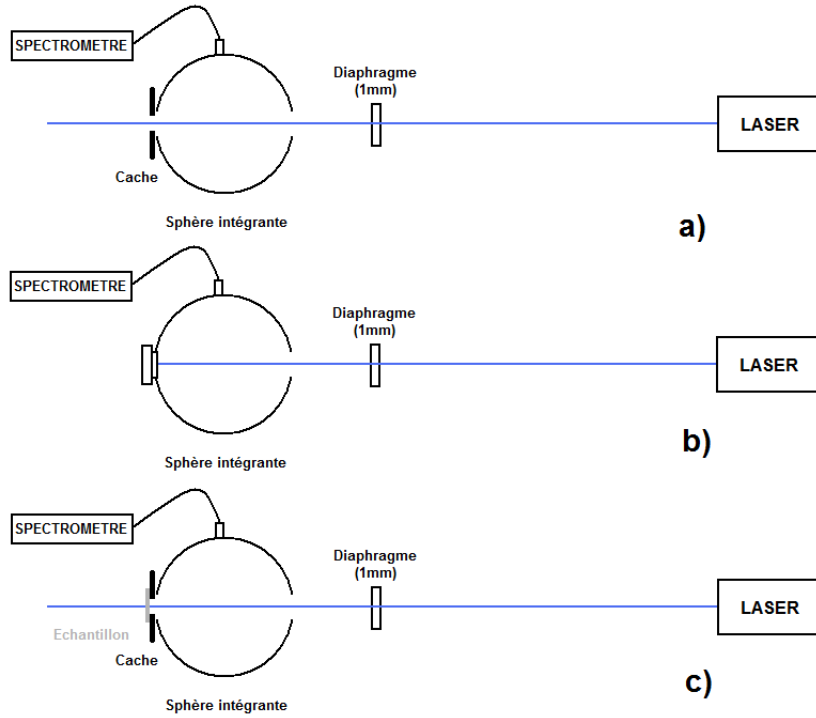 SPECTROMETRE
Diaphragme
(1mm)
LASER
Cache
Sphère intégrante
a)
SPECTROMETRE
Diaphragme
(1mm)
LASER
Sphère intégrante
b)
SPECTROMETRE
Diaphragme
(1mm)
LASER
Echantillon
Cache
Sphère intégrante
c)